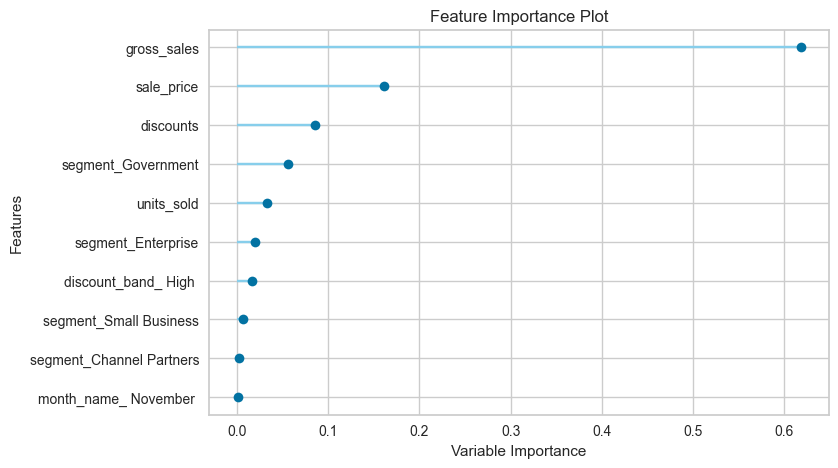 Feature Importance Plot
Features
gross_sales
sale_price
discounts
segment_Government
units_sold
segment_Enterprise
discount_band_ High
segment_Small Business
segment_Channel Partners
month_name_ November
0.0 0.1 0.2 0.3 0.4 0.5 0.6
Variable Importance